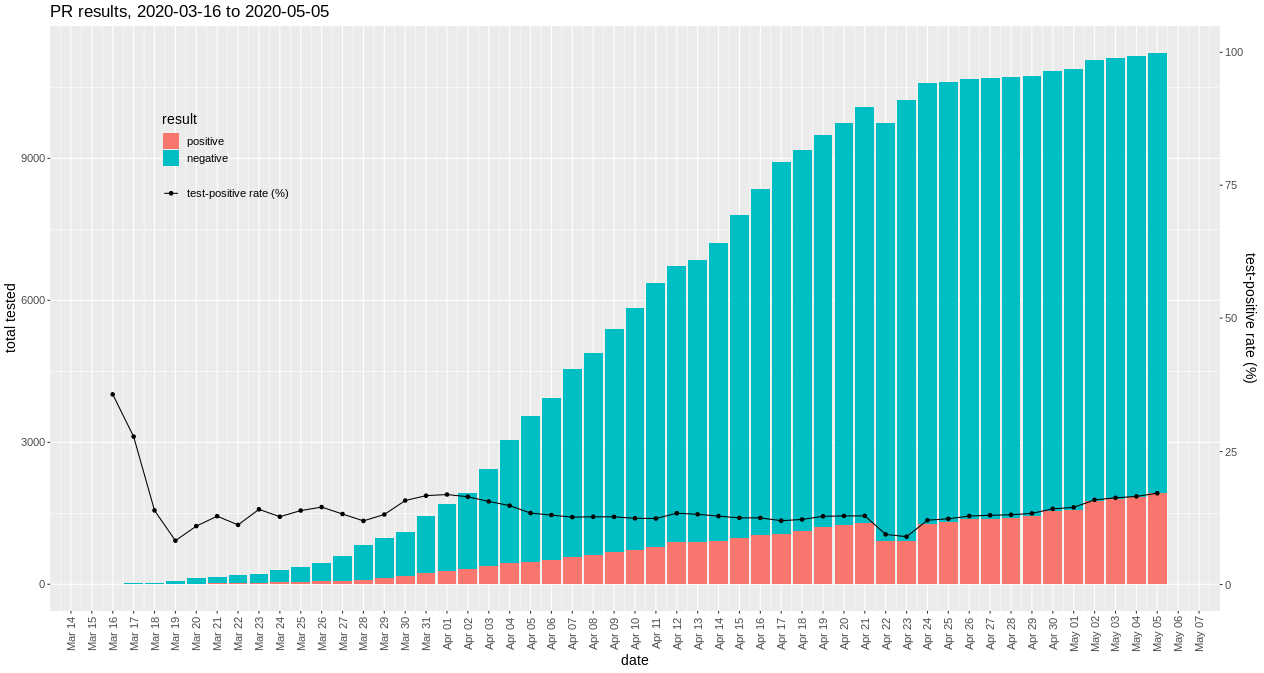 PR results, 2020-03-16 to 2020-05-05
result
positive
negative
test-positive rate (%)
total tested
9000
6000
3000
0
100
75
50
25
0
test-positive rate (%)
Mar 14
Mar 15
Mar 16
Mar 17
Mar 18
Mar 19
Mar 20
Mar 21
Mar 22
Mar 23
Mar 24
Mar 25
Mar 26
Mar 27
Mar 28
Mar 29
Mar 30
Mar 31
Apr 01
Apr 02
Apr 03
Apr 04
Apr 05
Apr 06
Apr 07
Apr 08
Apr 09
Apr 10
Apr 11
Apr 12
Apr 13
Apr 14
Apr 15
Apr 16
Apr 17
Apr 18
Apr 19
Apr 20
Apr 21
Apr 22
Apr 23
Apr 24
Apr 25
Apr 26
Apr 27
Apr 28
Apr 29
Apr 30
May 01
May 02
May 03
May 04
May 05
May 06
May 07
date